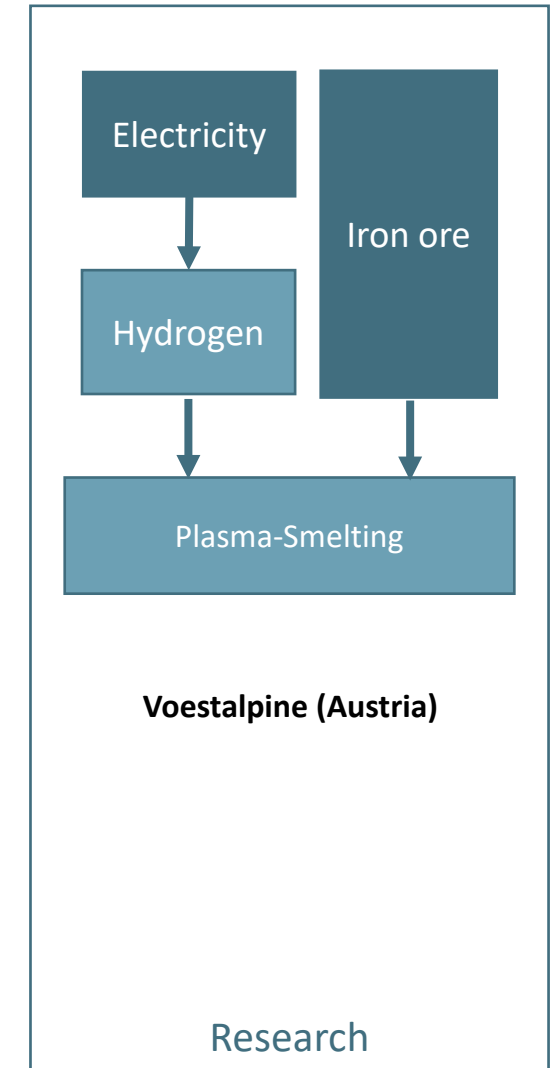 Electricity
Iron ore
Hydrogen
Plasma-Smelting
Voestalpine (Austria)
Research